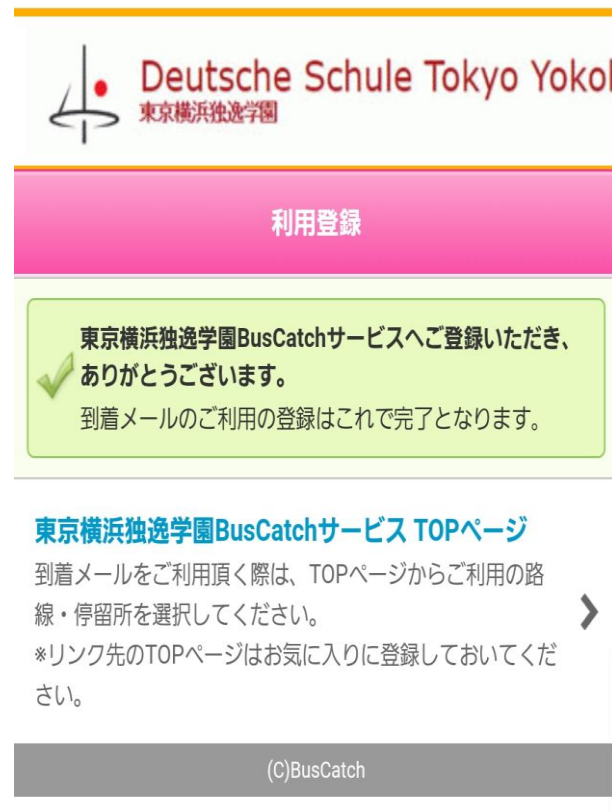 Deutsche Schule Tokyo Yoko
東京横浜独逸学園
利用登録
東京横浜独逸学園BusCatchサービスへご登録いただき、
ありがとうございます。
到着メールのご利用の登録はこれで完了となります。
東京横浜独逸学園BusCatchサービス TOPページ
到着メールをご利用頂く際は、TOPページからご利用の路
線・停留所を選択してください。
※リンク先のTOPページはお気に入りに登録しておいてくだ
さい。
(C)BusCatch